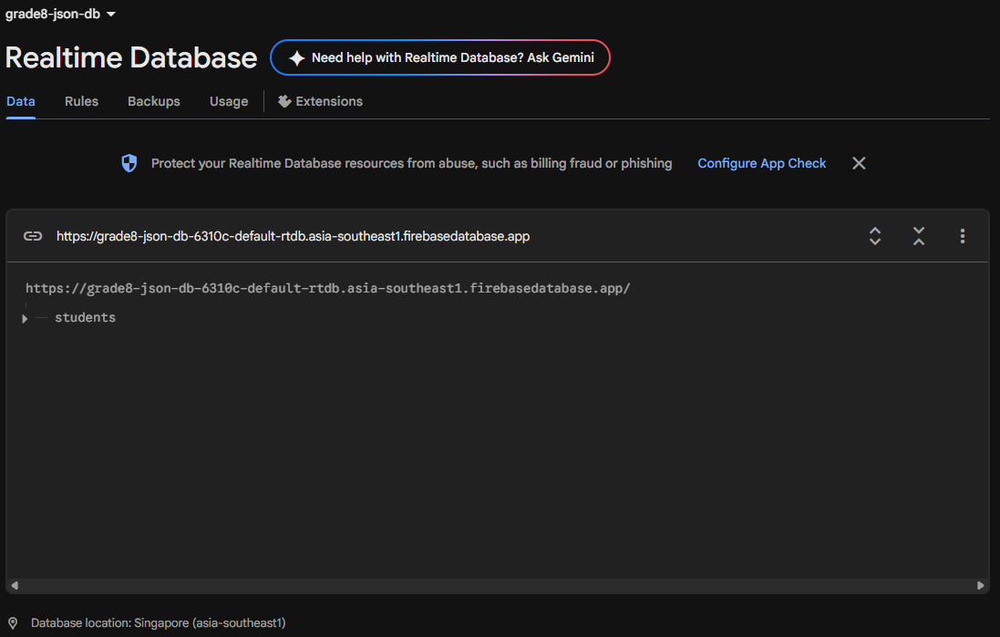 grade8-json-db
Realtime Database
Need help with Realtime Database? Ask Gemini
Data Rules Backups Usage Extensions
Protect your Realtime Database resources from abuse, such as billing fraud or phishing Configure App Check
https://grade8-json-db-6310c-default-rtdb.asia-southeast1.firebasedatabase.app
https://grade8-json-db-6310c-default-rtdb.asia-southeast1.firebasedatabase.app/
students
Database location: Singapore (asia-southeast1)